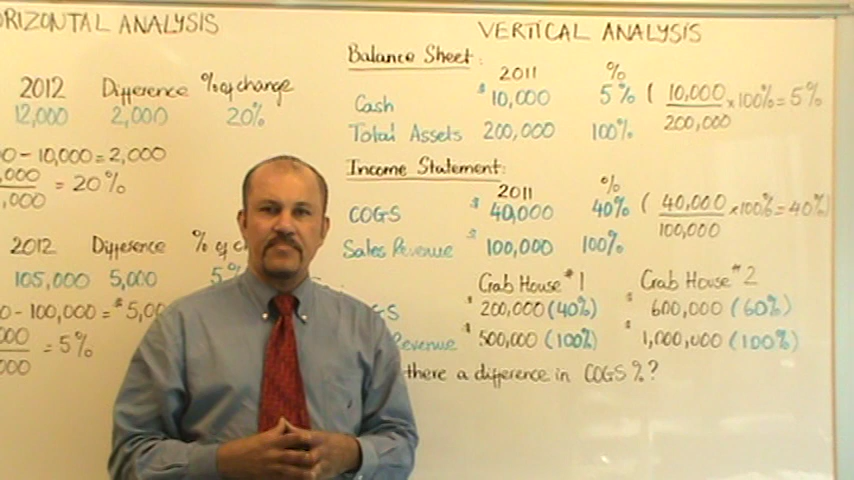 RIZONTAL ANALYSIS
2012 Difference % of change
12,000 2,000 20%
0 - 10,000 = 2,000
,000
,000 = 20%
2012 Difference % of c
105,000 5,000 5%
0 - 100,000 = $5,00
000
000 = 5%
VERTICAL ANALYSIS
Balance Sheet:
2011 %
Cash $10,000 5% ( 10,000 / 200,000 × 100% = 5%
Total Assets 200,000 100%
Income Statement:
2011 %
COGS $40,000 40% ( 40,000 / 100,000 × 100% = 40%)
Sales Revenue $100,000 100%
Crab House #1 Crab House #2
GS $200,000 (40%) $600,000 (60%)
Revenue $500,000 (100%) $1,000,000 (100%)
there a difference in COGS %?